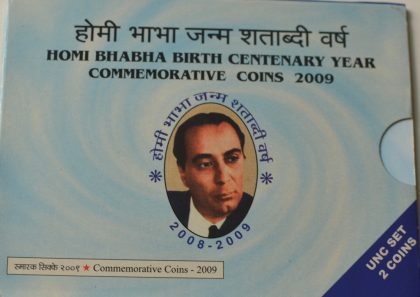 होमी भाभा जन्म शताब्दी वर्ष
HOMI BHABHA BIRTH CENTENARY YEAR
COMMEMORATIVE COINS 2009
* होमी भाभा जन्म शताब्दी वर्ष *
2008-2009
UNC SET
2 COINS
स्मारक सिक्के २००९ ★ Commemorative Coins - 2009